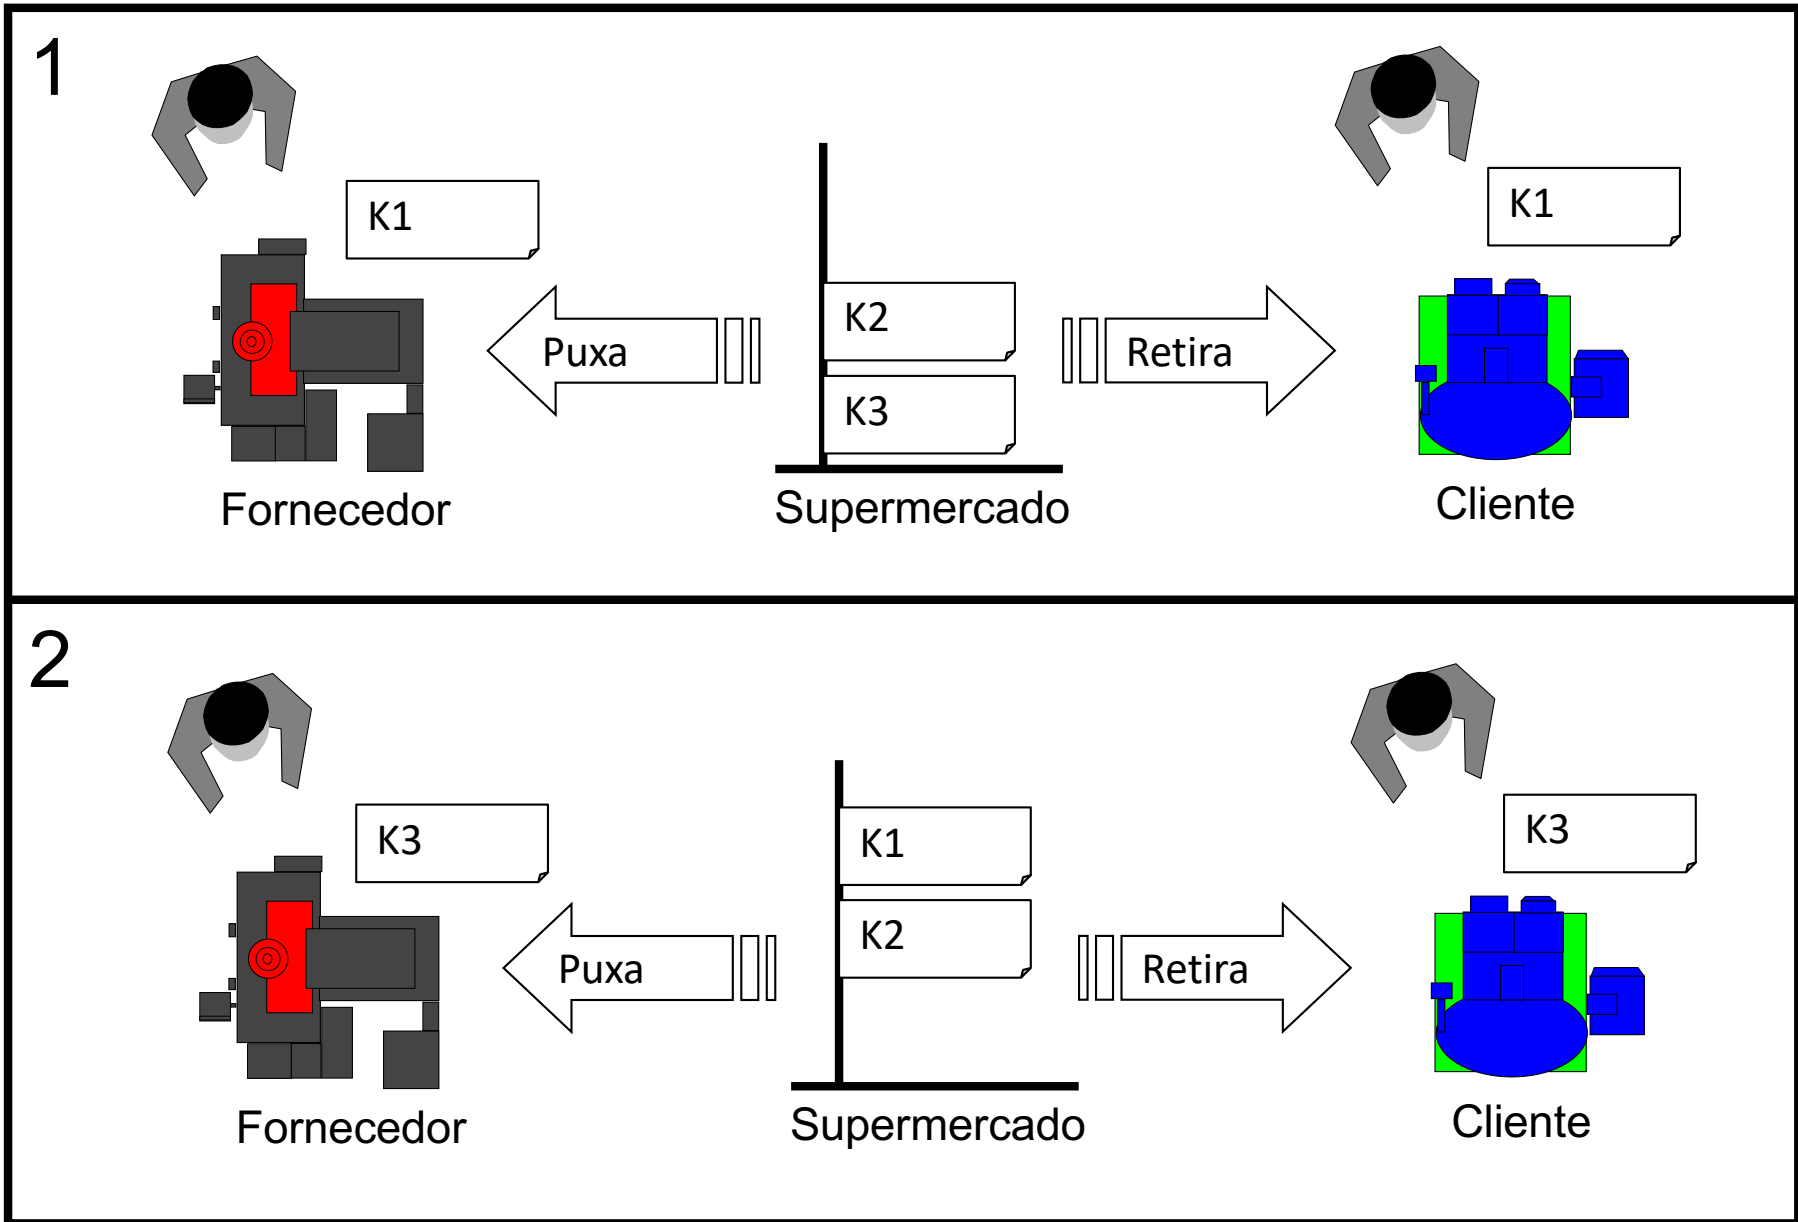 1
K1
K1
K2
Puxa
Retira
K3
Fornecedor
Supermercado
Cliente
2
K3
K3
K1
K2
Puxa
Retira
Fornecedor
Supermercado
Cliente